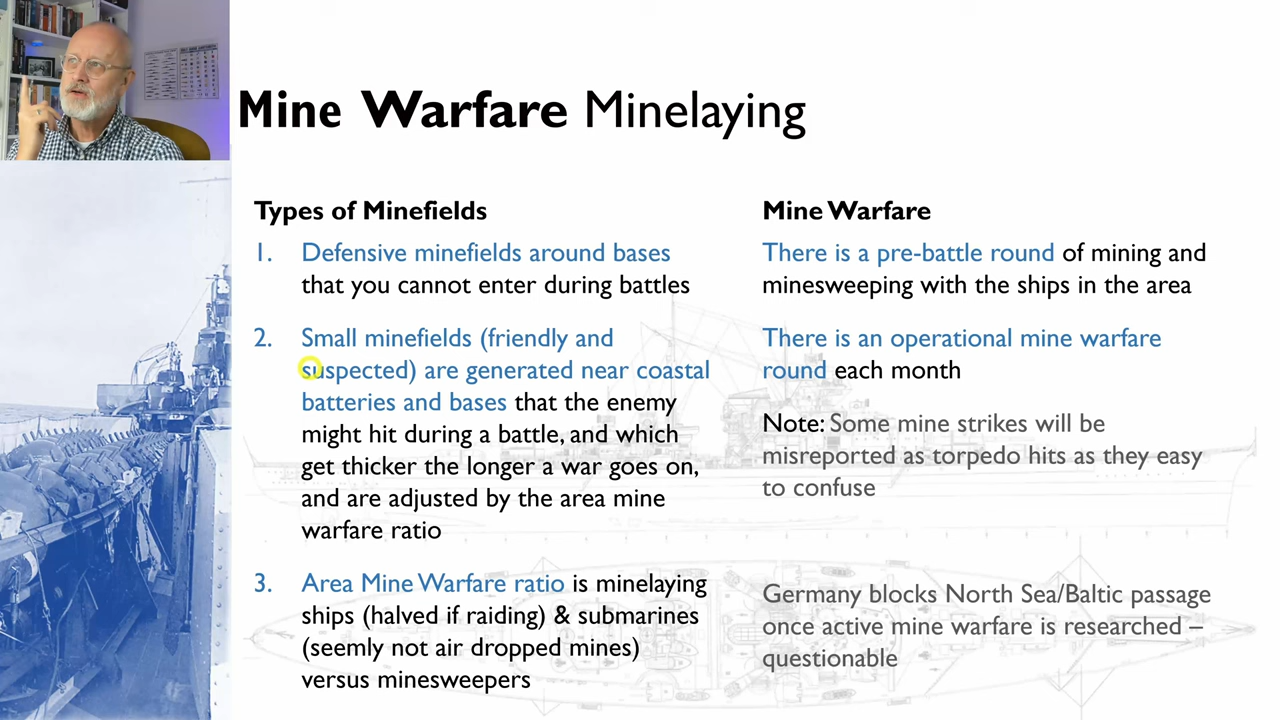 Mine Warfare Minelaying
Types of Minefields
1. Defensive minefields around bases
that you cannot enter during battles
2. Small minefields (friendly and
suspected) are generated near coastal
batteries and bases that the enemy
might hit during a battle, and which
get thicker the longer a war goes on,
and are adjusted by the area mine
warfare ratio
3. Area Mine Warfare ratio is minelaying
ships (halved if raiding) & submarines
(seemly not air dropped mines)
versus minesweepers
Mine Warfare
There is a pre-battle round of mining and
minesweeping with the ships in the area
There is an operational mine warfare
round each month
Note: Some mine strikes will be
misreported as torpedo hits as they easy
to confuse
Germany blocks North Sea/Baltic passage
once active mine warfare is researched –
questionable